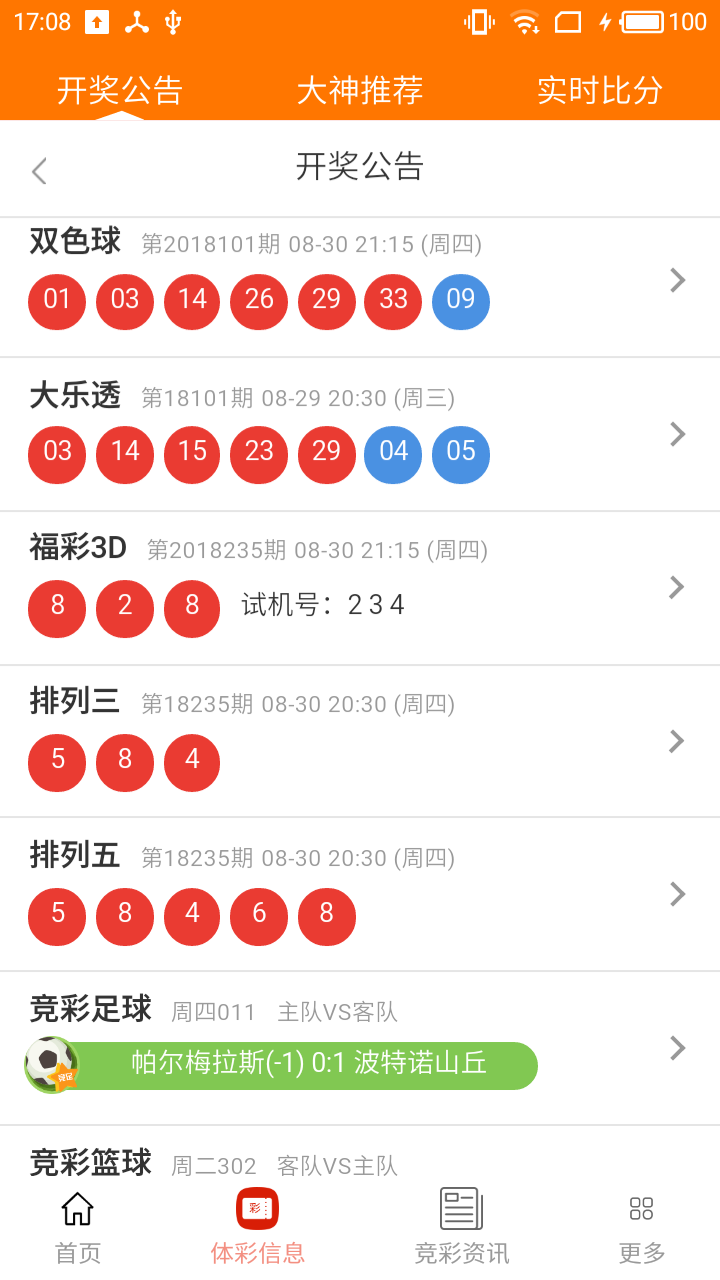 17:08 100
开奖公告 大神推荐 实时比分
开奖公告
双色球 第2018101期 08-30 21:15 (周四)
01 03 14 26 29 33 09
大乐透 第18101期 08-29 20:30 (周三)
03 14 15 23 29 04 05
福彩3D 第2018235期 08-30 21:15 (周四)
8 2 8 试机号：2 3 4
排列三 第18235期 08-30 20:30 (周四)
5 8 4
排列五 第18235期 08-30 20:30 (周四)
5 8 4 6 8
竞彩足球 周四011 主队VS客队
帕尔梅拉斯(-1) 0:1 波特诺山丘
竞彩篮球 周二302 客队VS主队
彩
首页 体彩信息 竞彩资讯 更多